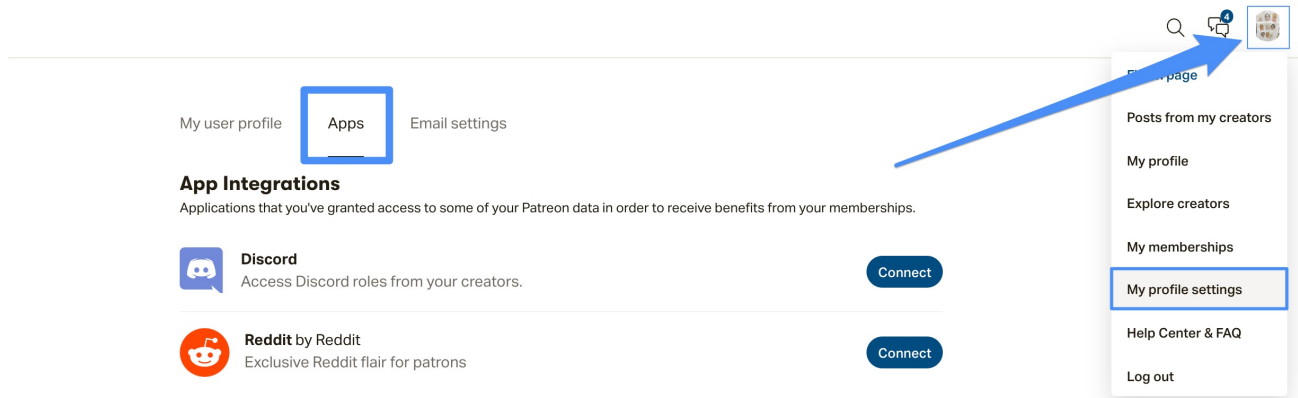 4
My user profile
Apps
Email settings
App Integrations
Applications that you've granted access to some of your Patreon data in order to receive benefits from your memberships.
Discord
Access Discord roles from your creators.
Connect
Reddit by Reddit
Exclusive Reddit flair for patrons
Connect
page
Posts from my creators
My profile
Explore creators
My memberships
My profile settings
Help Center & FAQ
Log out